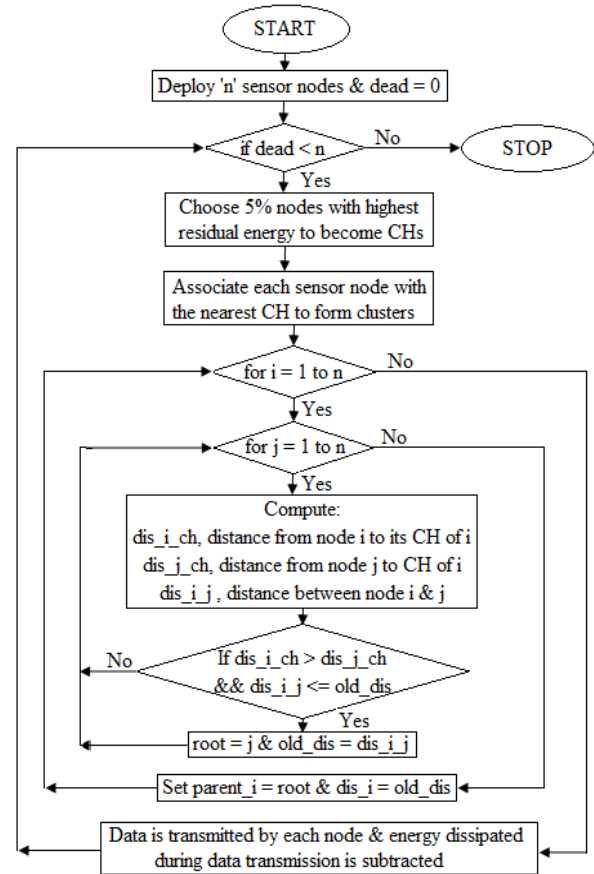 START
Deploy 'n' sensor nodes & dead = 0
if dead < n
No
STOP
Yes
Choose 5% nodes with highest
residual energy to become CHs
Associate each sensor node with
the nearest CH to form clusters
for i = 1 to n
No
Yes
for j = 1 to n
No
Yes
Compute:
dis_i_ch, distance from node i to its CH of i
dis_j_ch, distance from node j to CH of i
dis_i_j , distance between node i & j
No
If dis_i_ch > dis_j_ch
&& dis_i_j <= old_dis
Yes
root = j & old_dis = dis_i_j
Set parent_i = root & dis_i = old_dis
Data is transmitted by each node & energy dissipated
during data transmission is subtracted